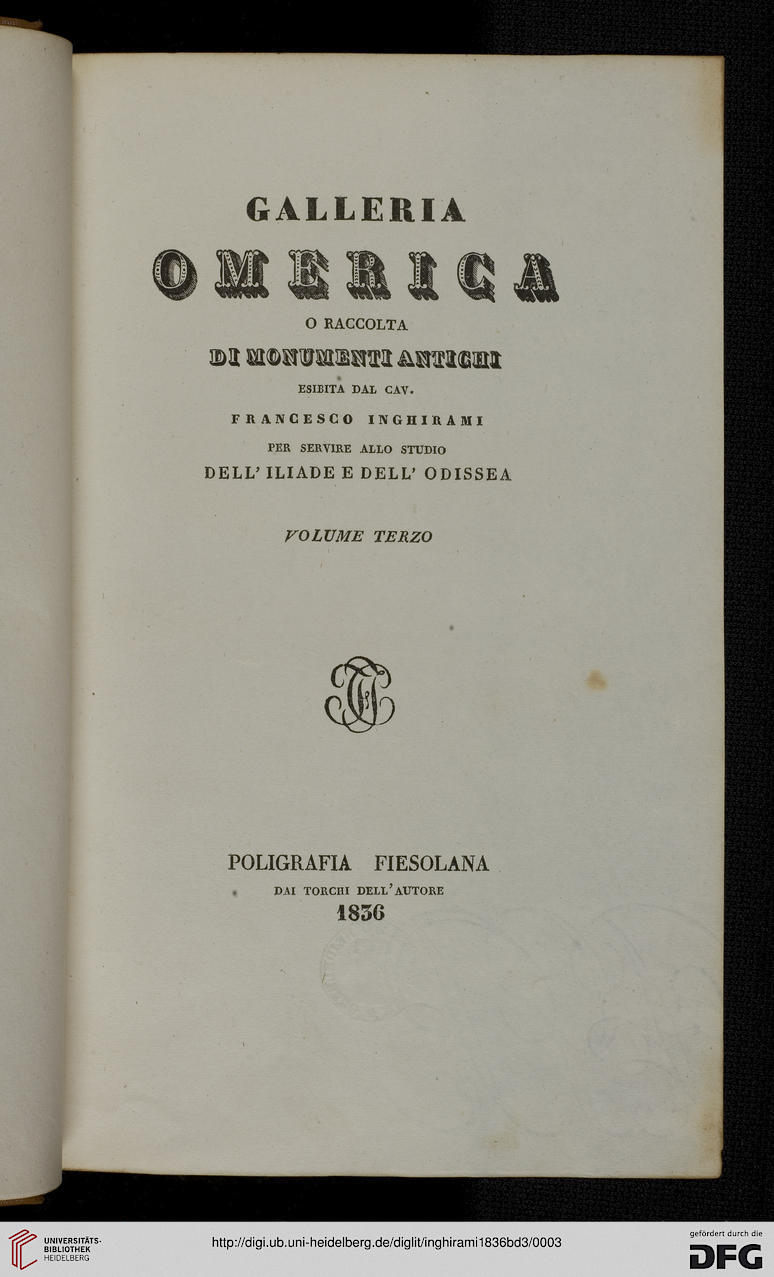 GALLERIA
OMERICA
O RACCOLTA
DI MONUMENTI ANTICHI
ESIBITA DAL CAV.
FRANCESCO INGHIRAMI
PER SERVIRE ALLO STUDIO
DELL' ILIADE E DELL' ODISSEA
VOLUME TERZO
POLIGRAFIA FIESOLANA
DAI TORCHI DELL'AUTORE
1836
UNIVERSITÄTS-
BIBLIOTHEK
HEIDELBERG
http://digi.ub.uni-heidelberg.de/diglit/inghirami1836bd3/0003
gefördert durch die
DFG